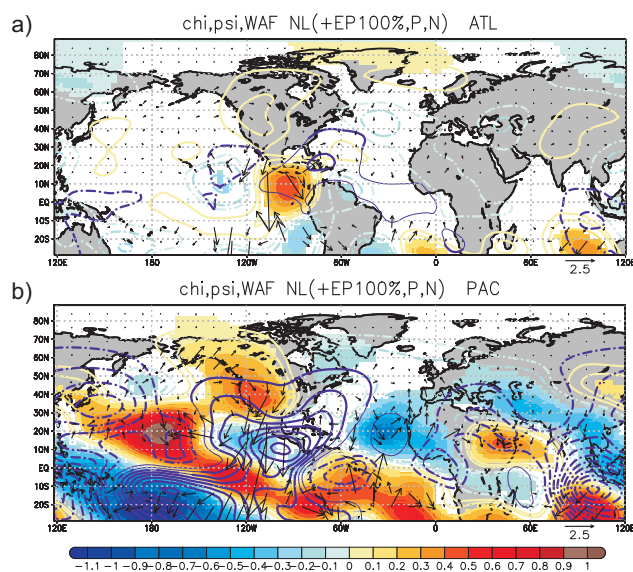 a) chi,psi,WAF NL(+EP100%,P,N) ATL
80N
70N
60N
50N
40N
30N
20N
10N
EQ
10S
20S
120E 180 120W 60W 0 60E 120E
2.5
b) chi,psi,WAF NL(+EP100%,P,N) PAC
80N
70N
60N
50N
40N
30N
20N
10N
EQ
10S
20S
120E 180 120W 60W 0 60E 120E
2.5
-1.1 -1 -0.9 -0.8 -0.7 -0.6 -0.5 -0.4 -0.3 -0.2 -0.1 0 0.1 0.2 0.3 0.4 0.5 0.6 0.7 0.8 0.9 1